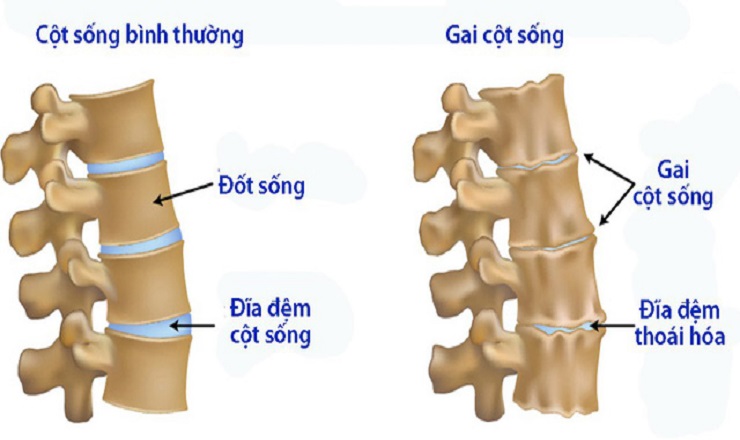 Cột sống bình thường
Gai cột sống
Đốt sống
Gai
cột sống
Đĩa đệm
cột sống
Đĩa đệm
thoái hóa